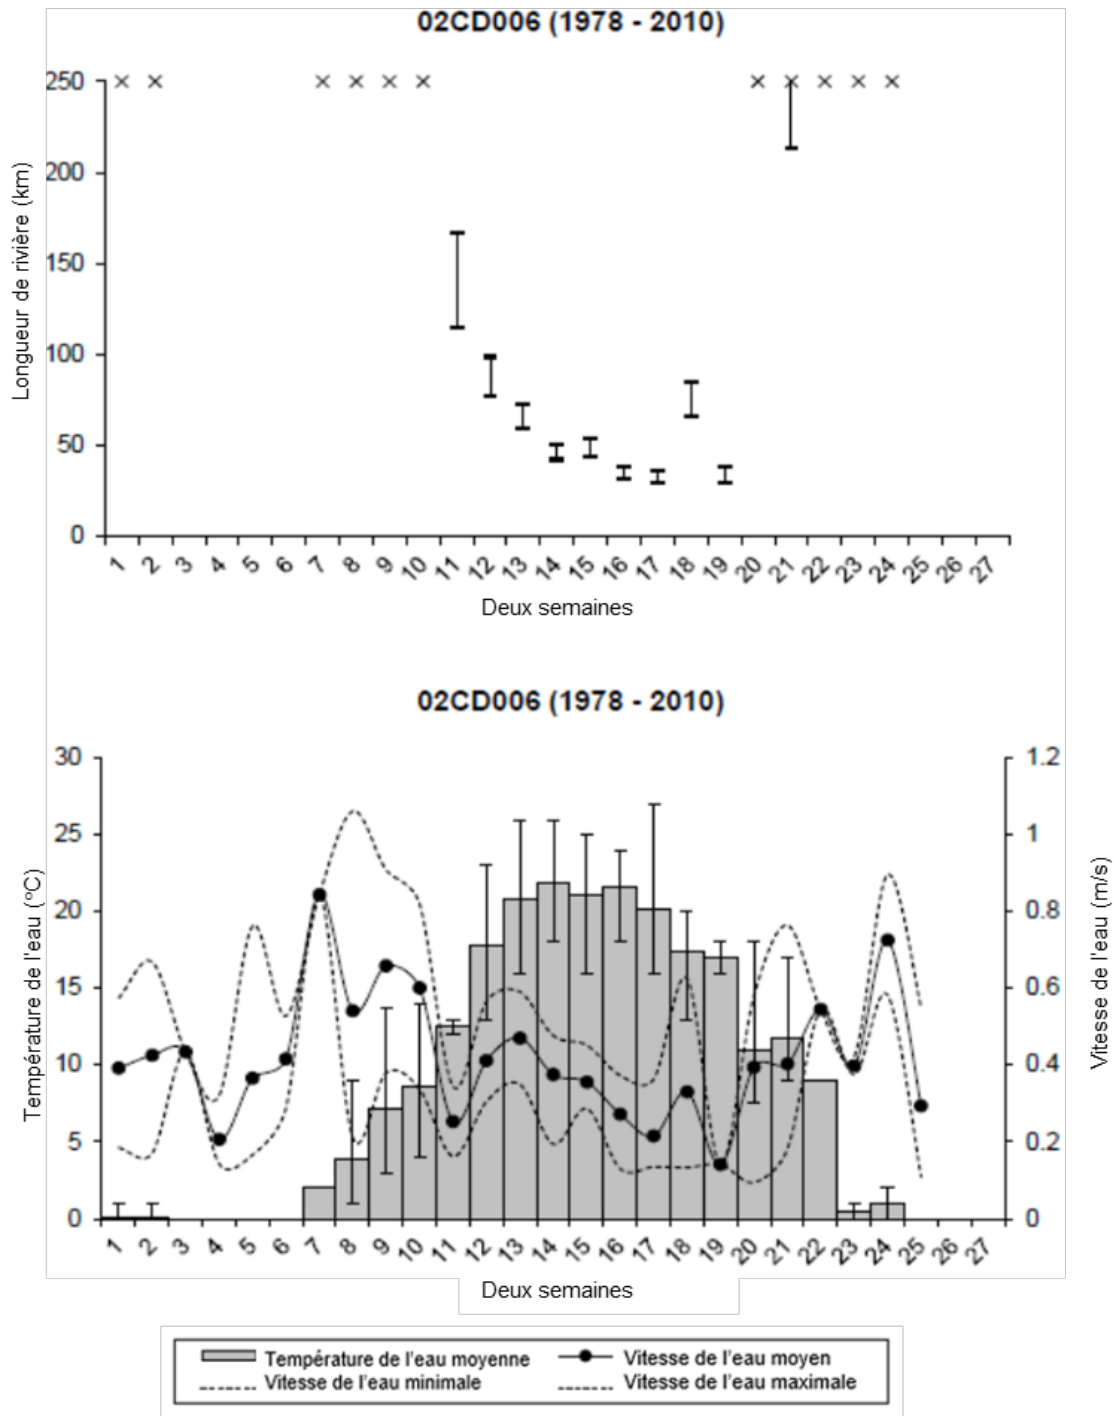 02CD006 (1978 - 2010)
Longueur de rivière (km)
250
200
150
100
50
0
1 2 3 4 5 6 7 8 9 10 11 12 13 14 15 16 17 18 19 20 21 22 23 24 25 26 27
Deux semaines
02CD006 (1978 - 2010)
Température de l'eau (°C)
30
25
20
15
10
5
0
1.2
1
0.8
0.6
0.4
0.2
0
Vitesse de l'eau (m/s)
1 2 3 4 5 6 7 8 9 10 11 12 13 14 15 16 17 18 19 20 21 22 23 24 25 26 27
Deux semaines
Température de l'eau moyenne Vitesse de l'eau moyen
Vitesse de l'eau minimale Vitesse de l'eau maximale